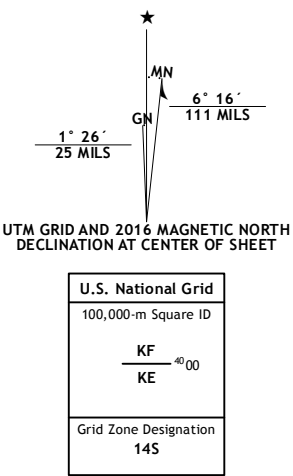 MN
6° 16´
111 MILS
GN
1° 26´
25 MILS
UTM GRID AND 2016 MAGNETIC NORTH
DECLINATION AT CENTER OF SHEET
U.S. National Grid
100,000-m Square ID
KF
4000
KE
Grid Zone Designation
14S